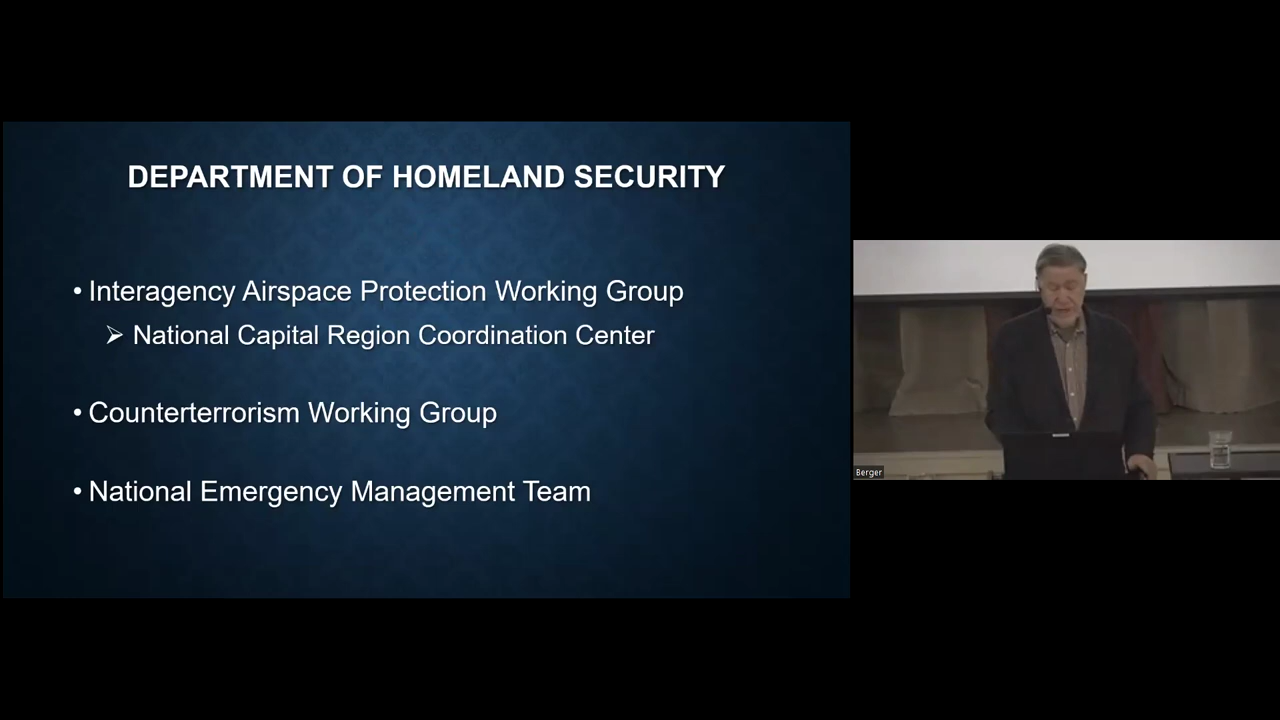 DEPARTMENT OF HOMELAND SECURITY
• Interagency Airspace Protection Working Group
➢ National Capital Region Coordination Center
• Counterterrorism Working Group
• National Emergency Management Team
Berger